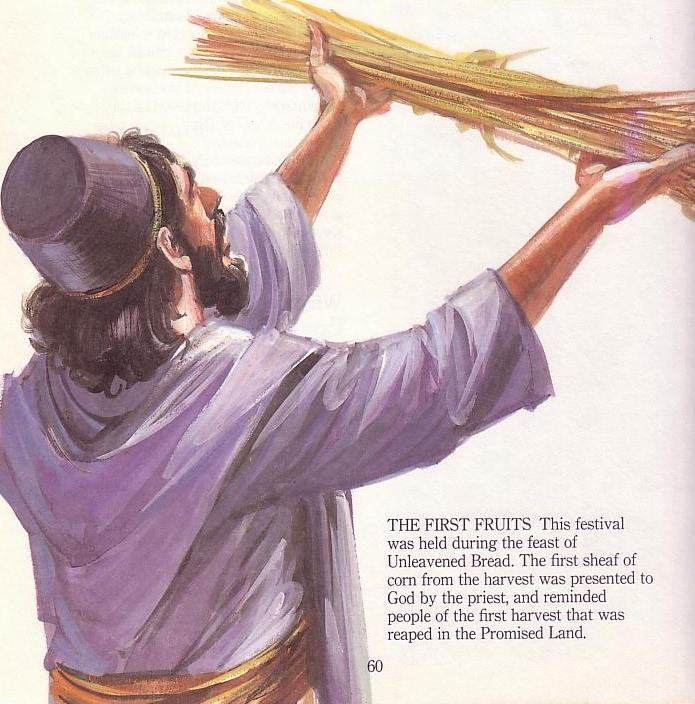 THE FIRST FRUITS This festival
was held during the feast of
Unleavened Bread. The first sheaf of
corn from the harvest was presented to
God by the priest, and reminded
people of the first harvest that was
reaped in the Promised Land.
60